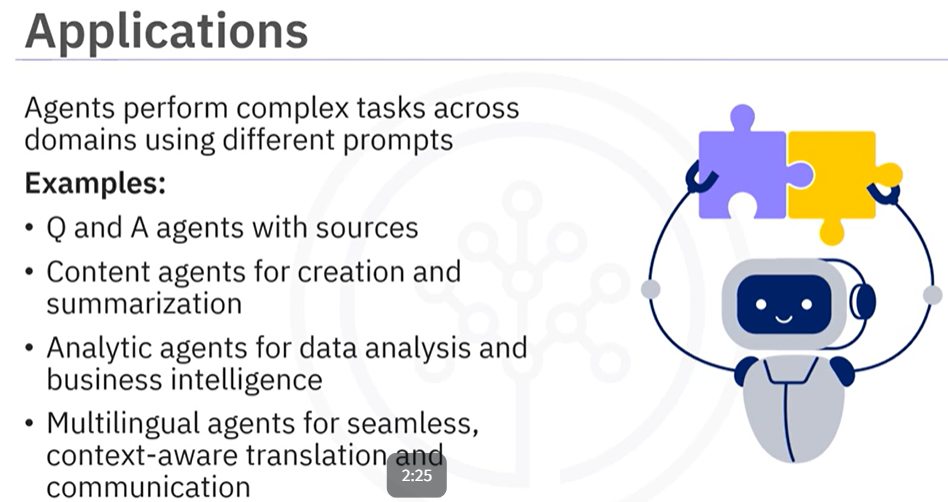 Applications
Agents perform complex tasks across
domains using different prompts
Examples:
• Q and A agents with sources
• Content agents for creation and
summarization
• Analytic agents for data analysis and
business intelligence
• Multilingual agents for seamless,
context-aware translation and
communication
2:25